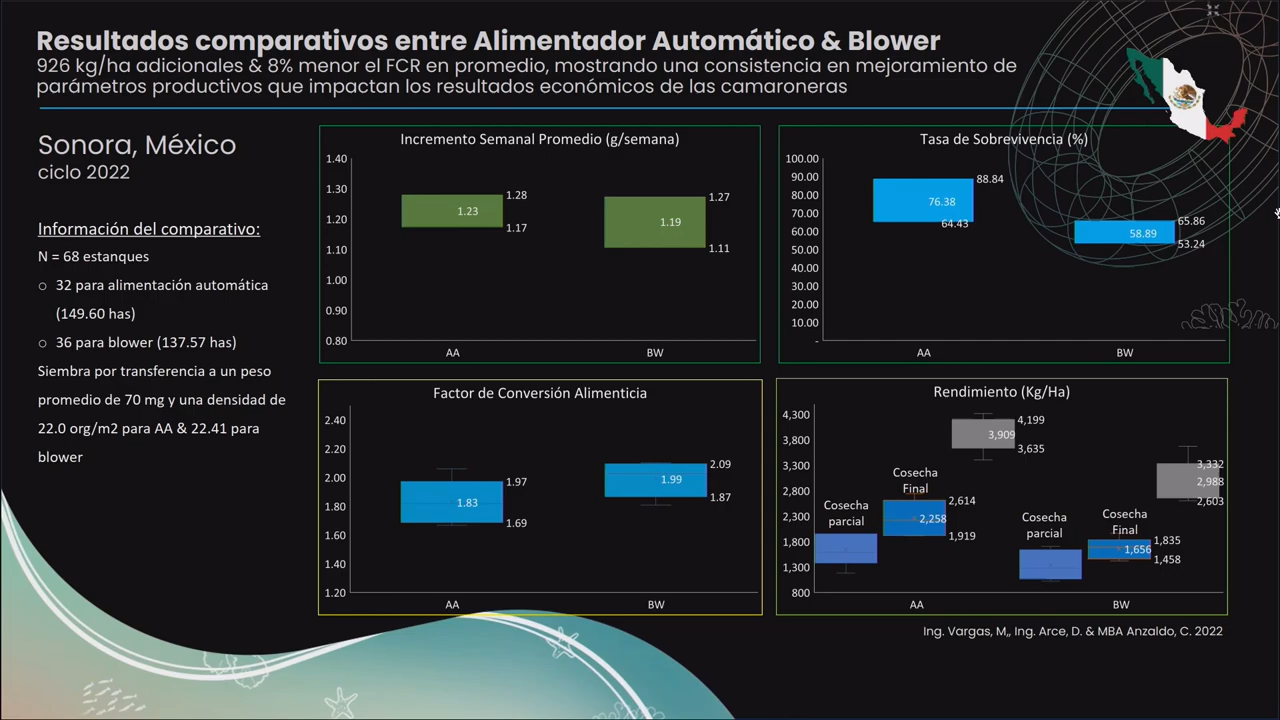 Resultados comparativos entre Alimentador Automático & Blower
926 kg/ha adicionales & 8% menor el FCR en promedio, mostrando una consistencia en mejoramiento de
parámetros productivos que impactan los resultados económicos de las camaroneras
Sonora, México
ciclo 2022
Información del comparativo:
N = 68 estanques
○ 32 para alimentación automática
(149.60 has)
○ 36 para blower (137.57 has)
Siembra por transferencia a un peso
promedio de 70 mg y una densidad de
22.0 org/m2 para AA & 22.41 para
blower
Incremento Semanal Promedio (g/semana)
1.40
1.30
1.20
1.10
1.00
0.90
0.80
1.28
1.23
1.17
1.27
1.19
1.11
AA BW
Tasa de Sobrevivencia (%)
100.00
90.00
80.00
70.00
60.00
50.00
40.00
30.00
20.00
10.00
-
88.84
76.38
64.43
65.86
58.89
53.24
AA BW
Factor de Conversión Alimenticia
2.40
2.20
2.00
1.80
1.60
1.40
1.20
1.97
1.83
1.69
2.09
1.99
1.87
AA BW
Rendimiento (Kg/Ha)
4,300
3,800
3,300
2,800
2,300
1,800
1,300
800
Cosecha
parcial
Cosecha
Final
2,614
2,258
1,919
4,199
3,909
3,635
Cosecha
parcial
Cosecha
Final
1,835
1,656
1,458
3,332
2,988
2,603
AA BW
Ing. Vargas, M,, Ing. Arce, D. & MBA Anzaldo, C. 2022